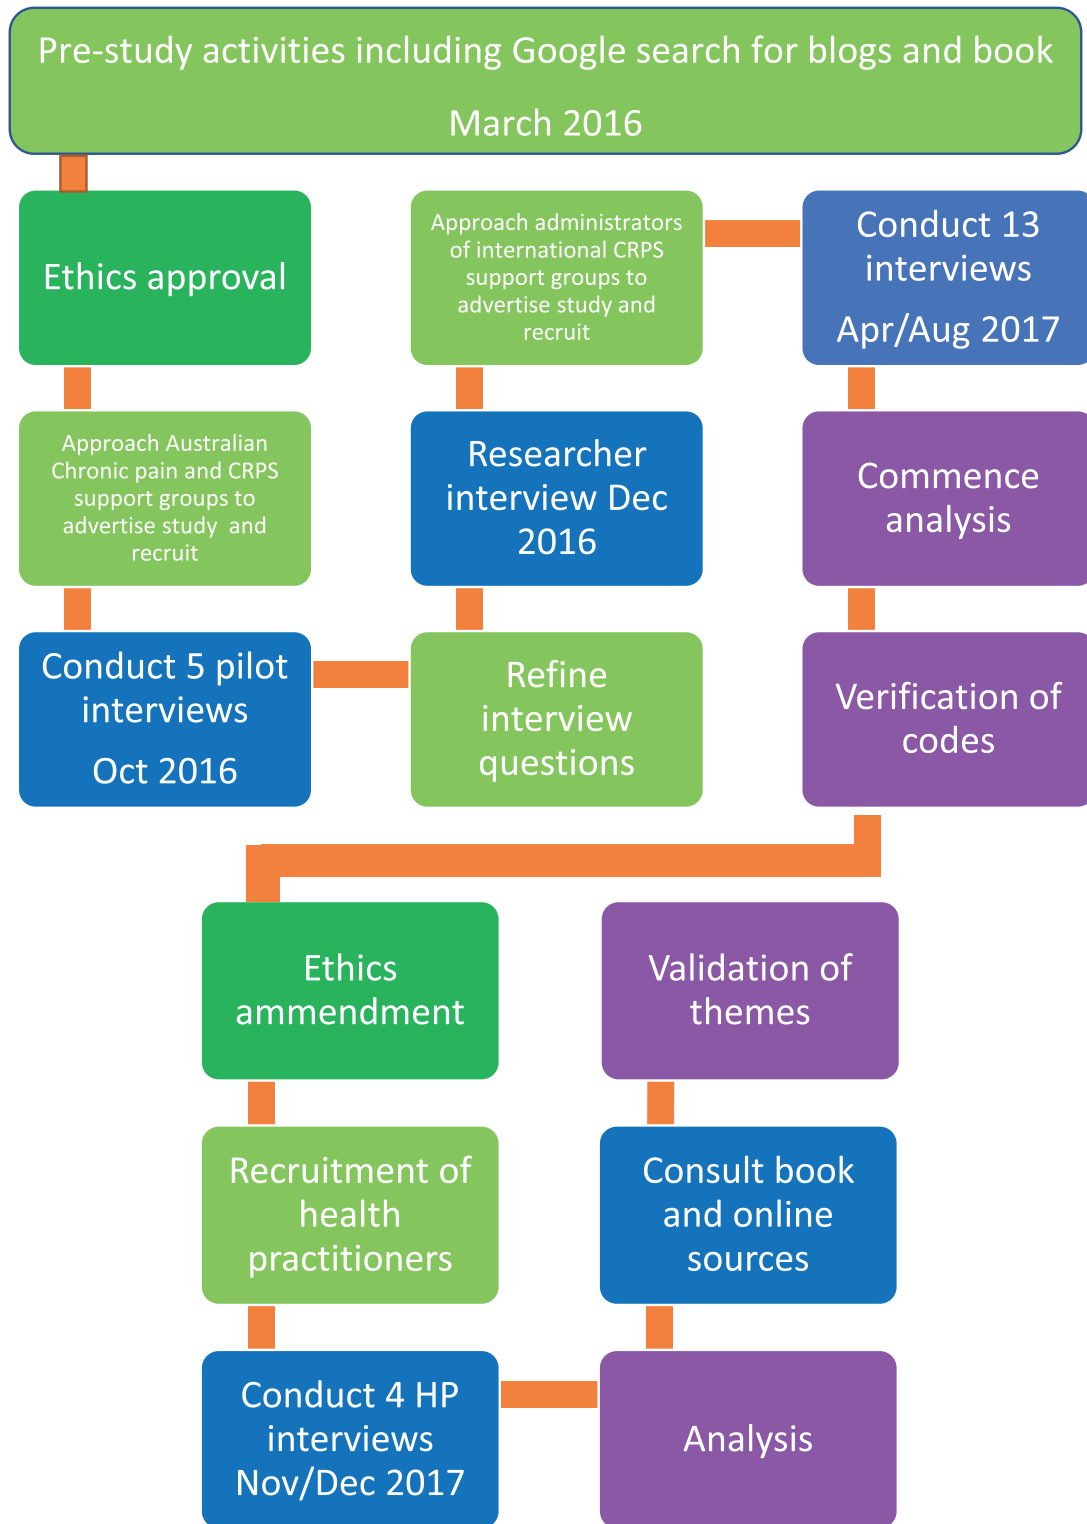 Pre-study activities including Google search for blogs and book
March 2016
Ethics approval
Approach Australian
Chronic pain and CRPS
support groups to
advertise study and
recruit
Conduct 5 pilot
interviews
Oct 2016
Refine
interview
questions
Researcher
interview Dec
2016
Approach administrators
of international CRPS
support groups to
advertise study and
recruit
Conduct 13
interviews
Apr/Aug 2017
Commence
analysis
Verification of
codes
Ethics
ammendment
Recruitment of
health
practitioners
Conduct 4 HP
interviews
Nov/Dec 2017
Analysis
Consult book
and online
sources
Validation of
themes